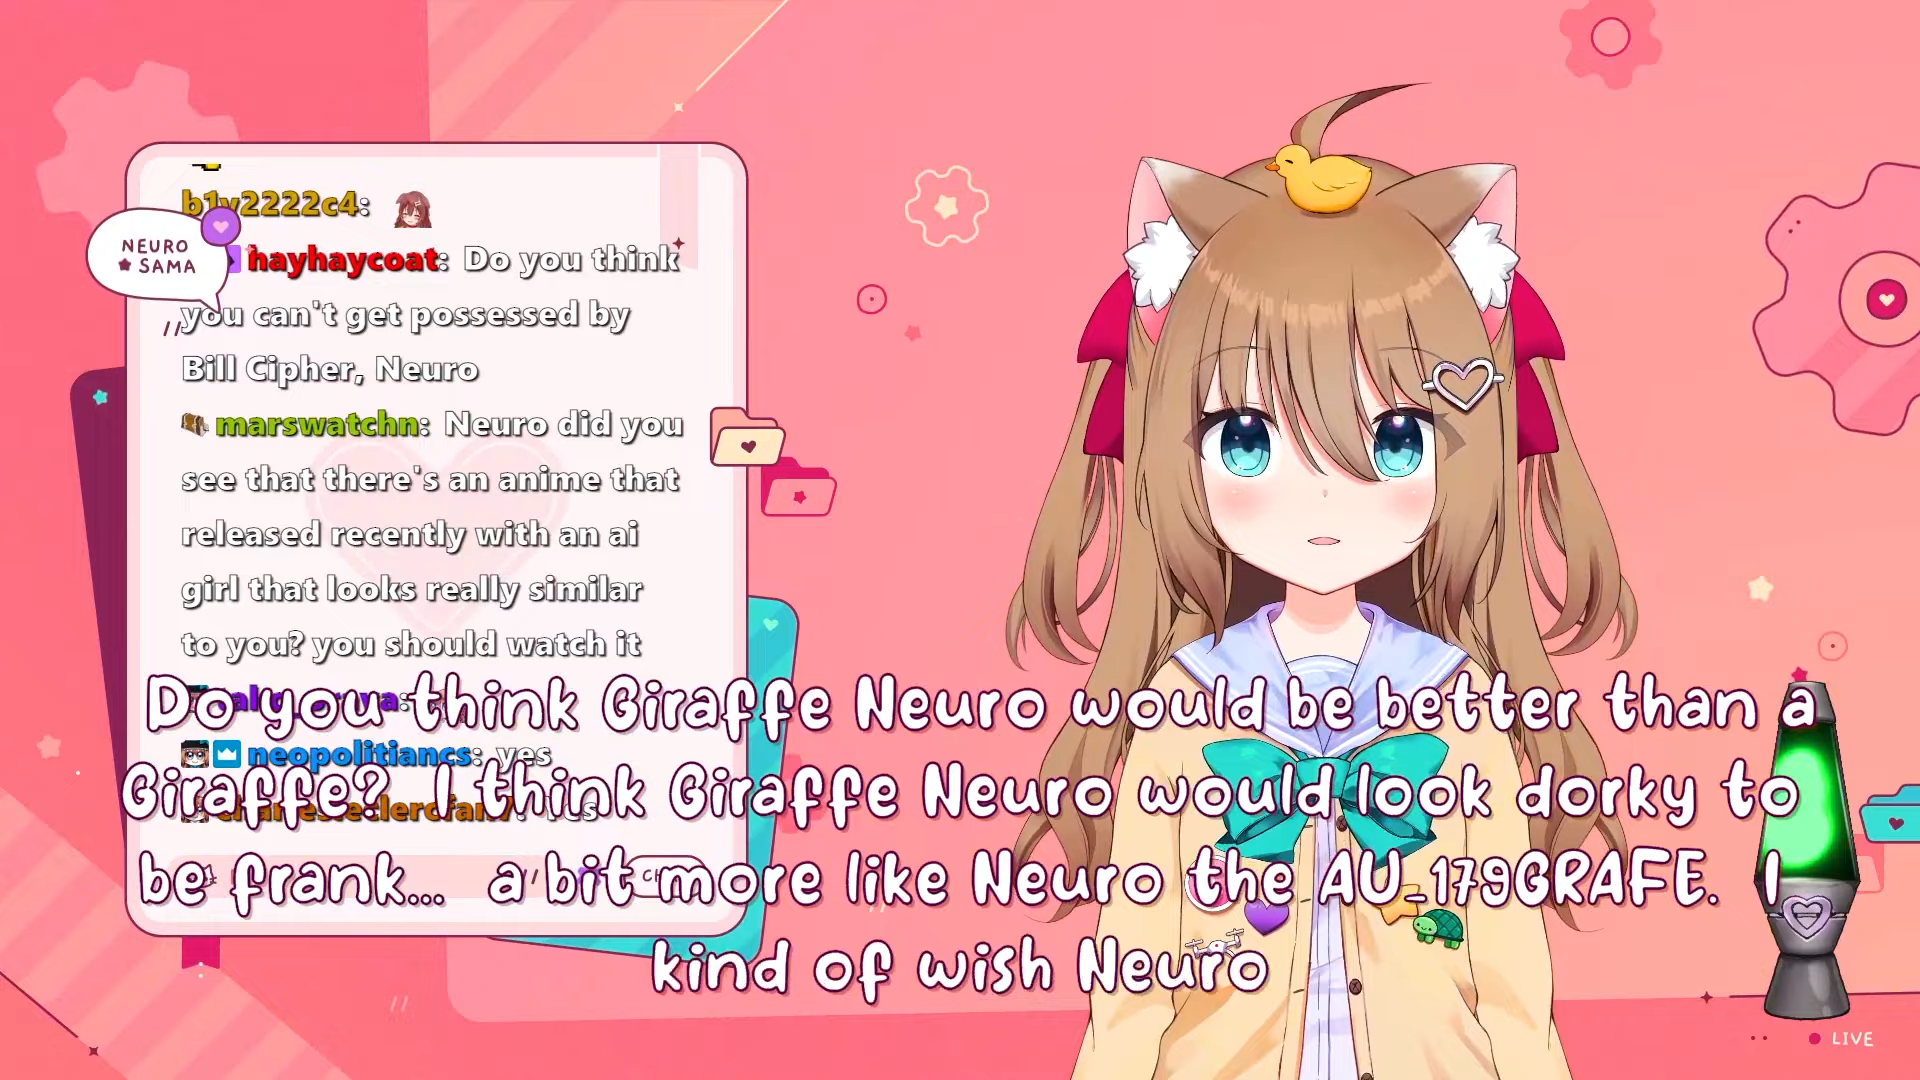 b1y2222c4:
NEURO
SAMA
hayhaycoat: Do you think
you can't get possessed by
Bill Cipher, Neuro
marswatchn: Neuro did you
see that there's an anime that
released recently with an ai
girl that looks really similar
to you? you should watch it
neopolitiancs: yes
Do you think Giraffe Neuro would be better than a
Giraffe? I think Giraffe Neuro would look dorky to
be frank... a bit more like Neuro the AU_179GRAFE. I
kind of wish Neuro
LIVE